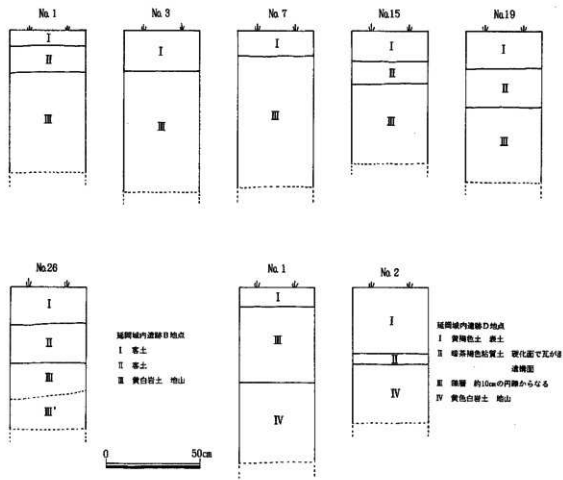 No.1
No.3
No.7
No.15
No.19
I
II
III
I
III
I
III
I
II
III
I
II
III
No.26
I
II
III
III'
延岡城内遺跡B地点
I 客土
II 客土
III 黄白岩土 地山
0 50cm
No.1
I
III
IV
No.2
I
II
IV
延岡城内遺跡D地点
I 黄褐色土 表土
II 暗茶褐色粘質土 硬化面で瓦が
遺構面
III 礫層 約10cmの円礫からなる
IV 黄色白岩土 地山